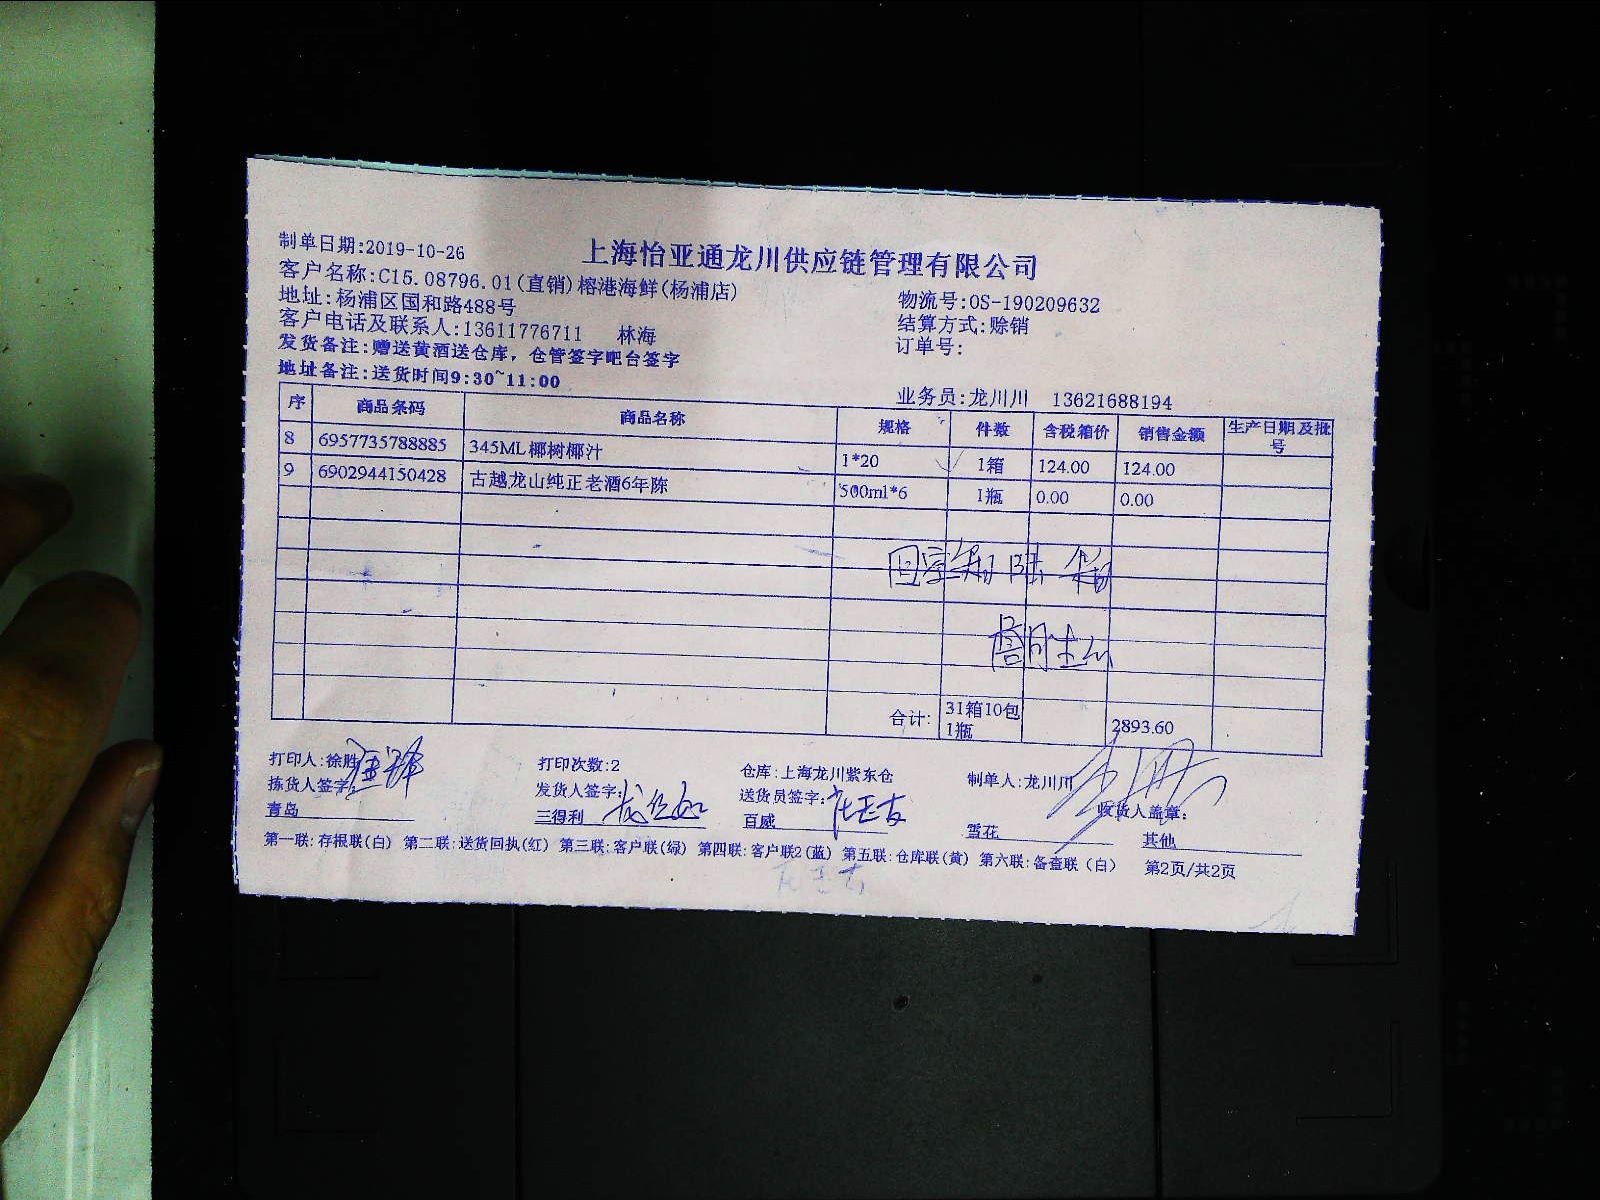 上海怡亚通龙川供应链管理有限公司
制单日期:2019-10-26
客户名称:C15.08796.01(直销)榕港海鲜(杨浦店)
物流号:OS-190209632
地址:杨浦区国和路488号
结算方式:赊销
客户电话及联系人:13611776711 林海
订单号:
发货备注:赠送黄酒送仓库，仓管签字吧台签字
地址备注:送货时间9:30~11:00
业务员:龙川川 13621688194
序 商品条码 商品名称 规格 件数 含税箱价 销售金额 生产日期及批号
8 6957735788885 345ML椰树椰汁 1*20 1箱 124.00 124.00
9 6902944150428 古越龙山纯正老酒6年陈 500ml*6 1瓶 0.00 0.00
合计: 31箱10包1瓶 2893.60
打印人:徐胜 打印次数:2 仓库:上海龙川紫东仓 制单人:龙川川
拣货人签字: 发货人签字: 送货员签字: 收货人盖章:
青岛 三得利 百威 雪花 其他
第一联:存根联(白) 第二联:送货回执(红) 第三联:客户联(绿) 第四联:客户联2(蓝) 第五联:仓库联(黄) 第六联:备查联(白) 第2页/共2页